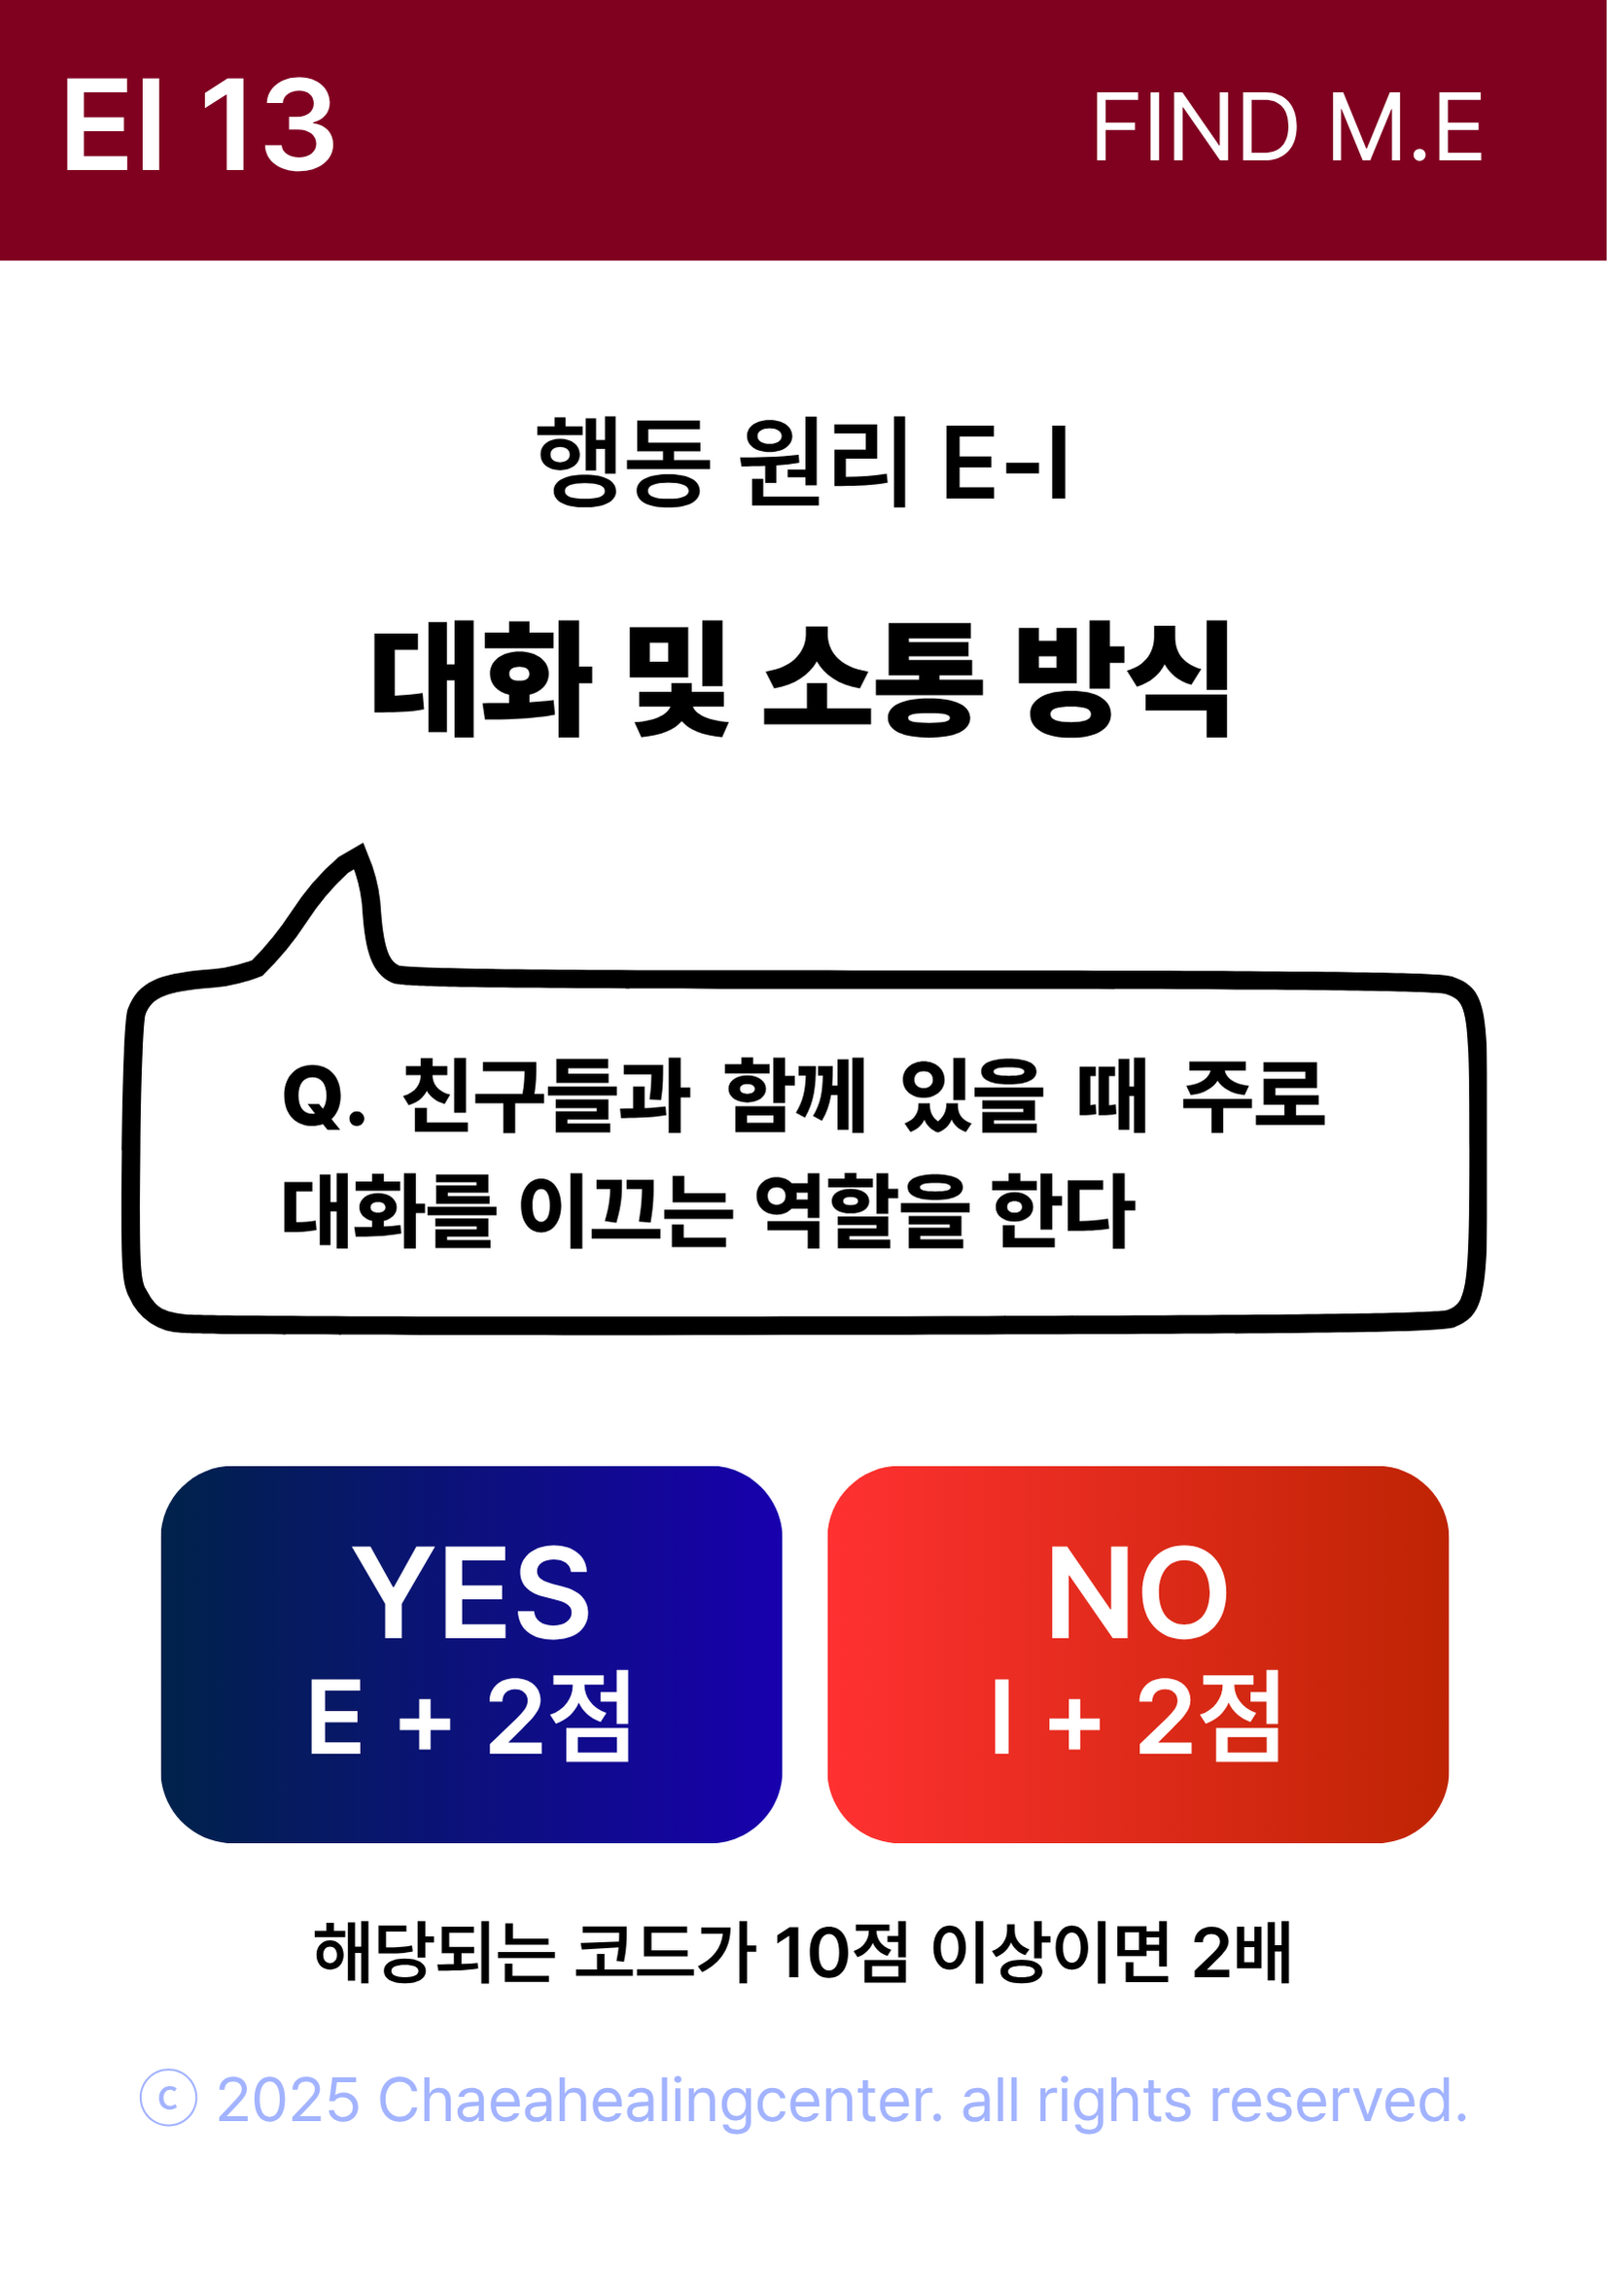 EI 13
FIND M.E
행동 원리 E-I
대화 및 소통 방식
Q. 친구들과 함께 있을 때 주로
대화를 이끄는 역할을 한다
YES
E + 2점
NO
I + 2점
해당되는 코드가 10점 이상이면 2배
© 2025 Chaeahealingcenter. all rights reserved.